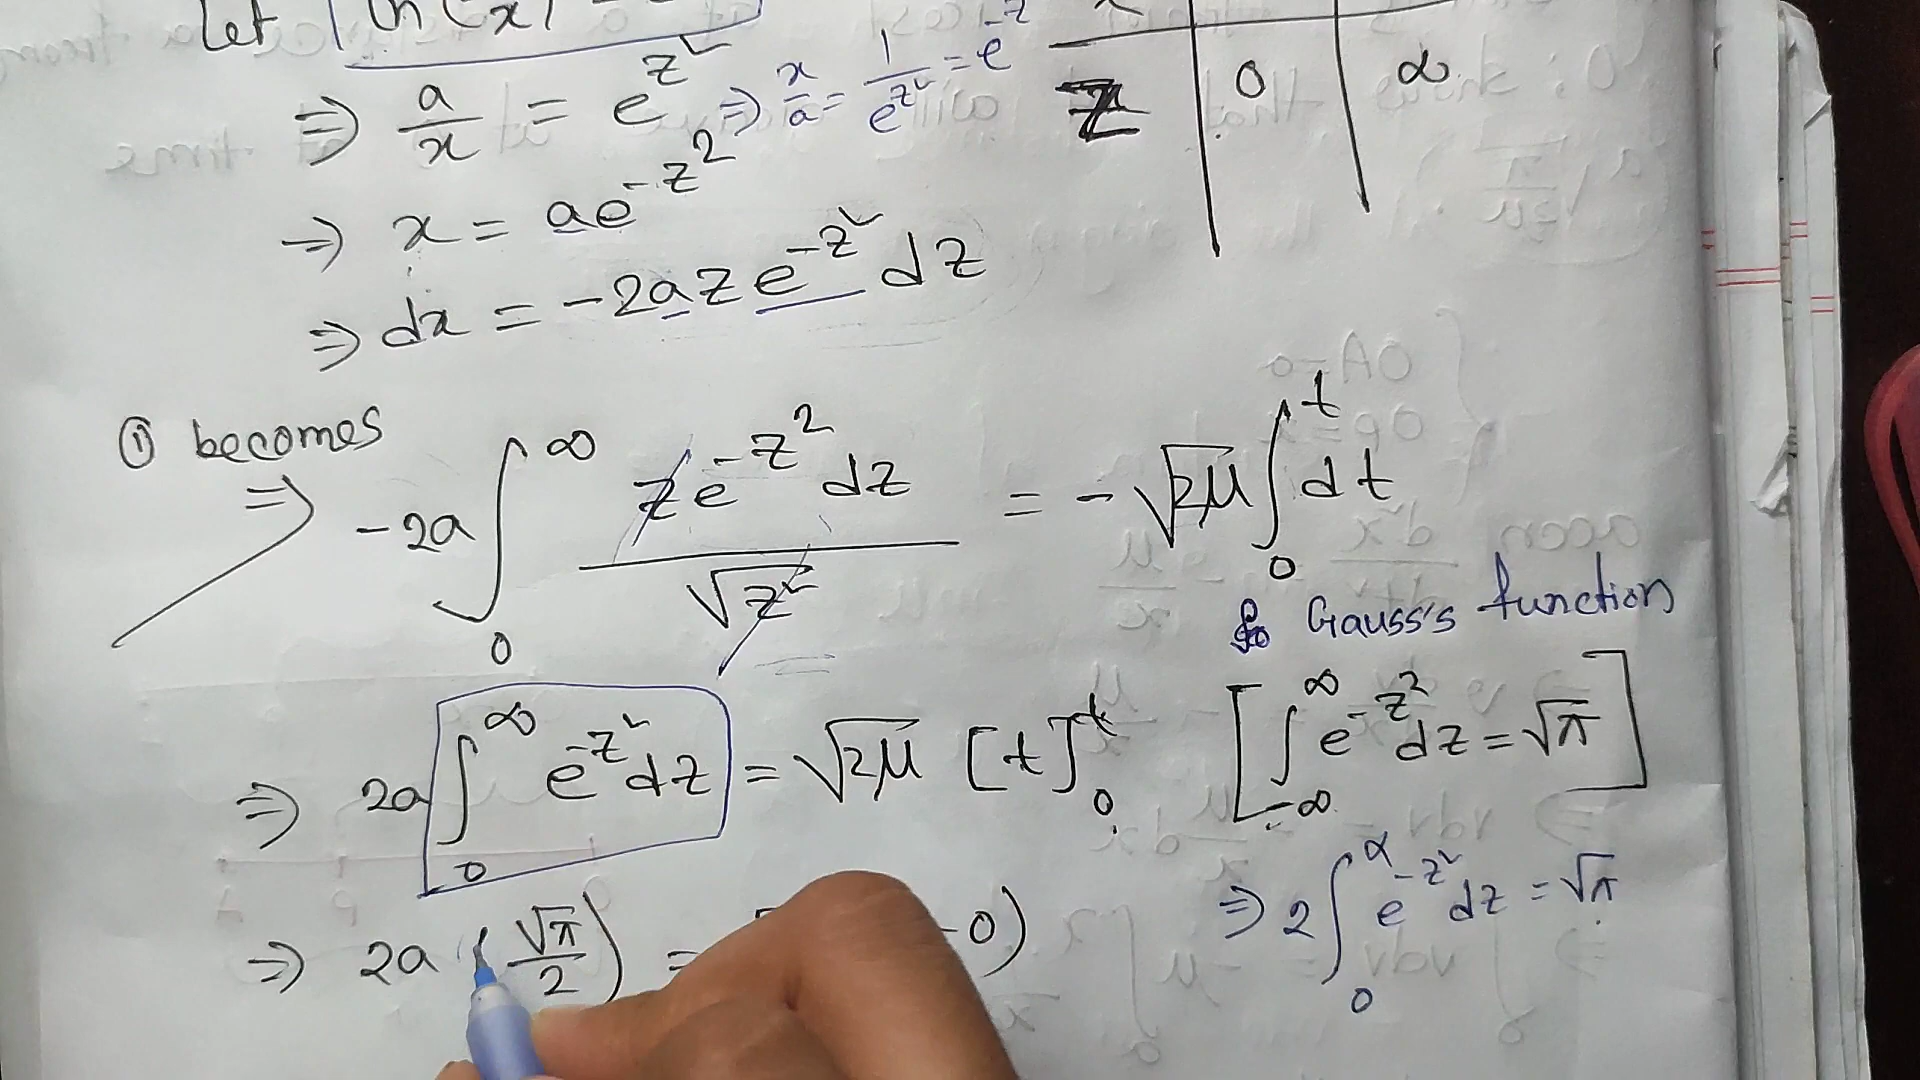 Let ln(a/x) =
⇒ a/x = e^z² ⇒ x/a = 1/e^z² = e^-z
x
z | 0 | ∞
⇒ x = ae^-z²
⇒ dx = -2aze^-z² dz
① becomes
⇒ -2a ∫_0^∞ ze^-z² dz / √z² = -√2μ ∫_0^t dt
Gauss's function
⇒ 2a ∫_0^∞ e^-z² dz = √2μ [t]_0^t [∫_-∞^∞ e^-z² dz = √π]
⇒ 2 ∫_0^∞ e^-z² dz = √π
⇒ 2a (√π/2) = -0)